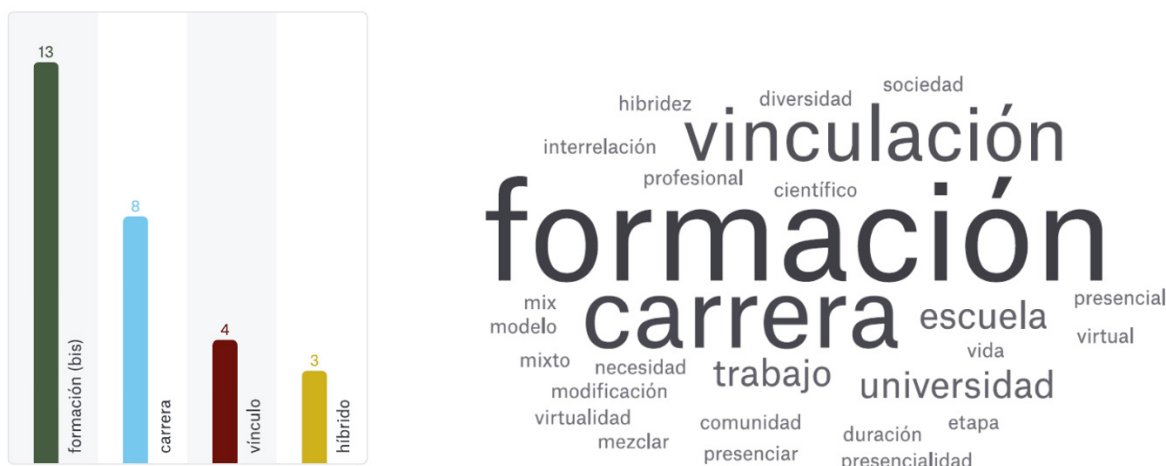 13
formación (bis)
8
carrera
4
vínculo
3
híbrido
sociedad
hibridez
diversidad
vinculación
interrelación
profesional
científico
formación
mix
carrera
escuela
presencial
modelo
virtual
vida
mixto
necesidad
trabajo
universidad
modificación
virtualidad
comunidad
etapa
mezclar
duración
presenciar
presencialidad